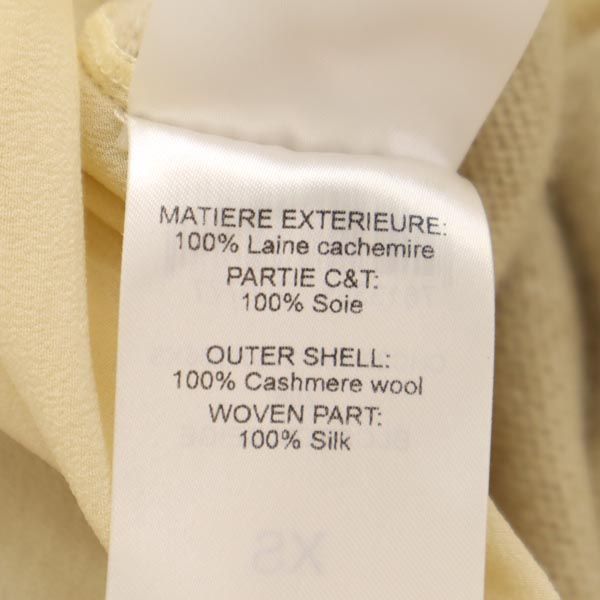 MATIERE EXTERIEURE:
100% Laine cachemire
PARTIE C&T:
100% Soie
OUTER SHELL:
100% Cashmere wool
WOVEN PART:
100% Silk
XS